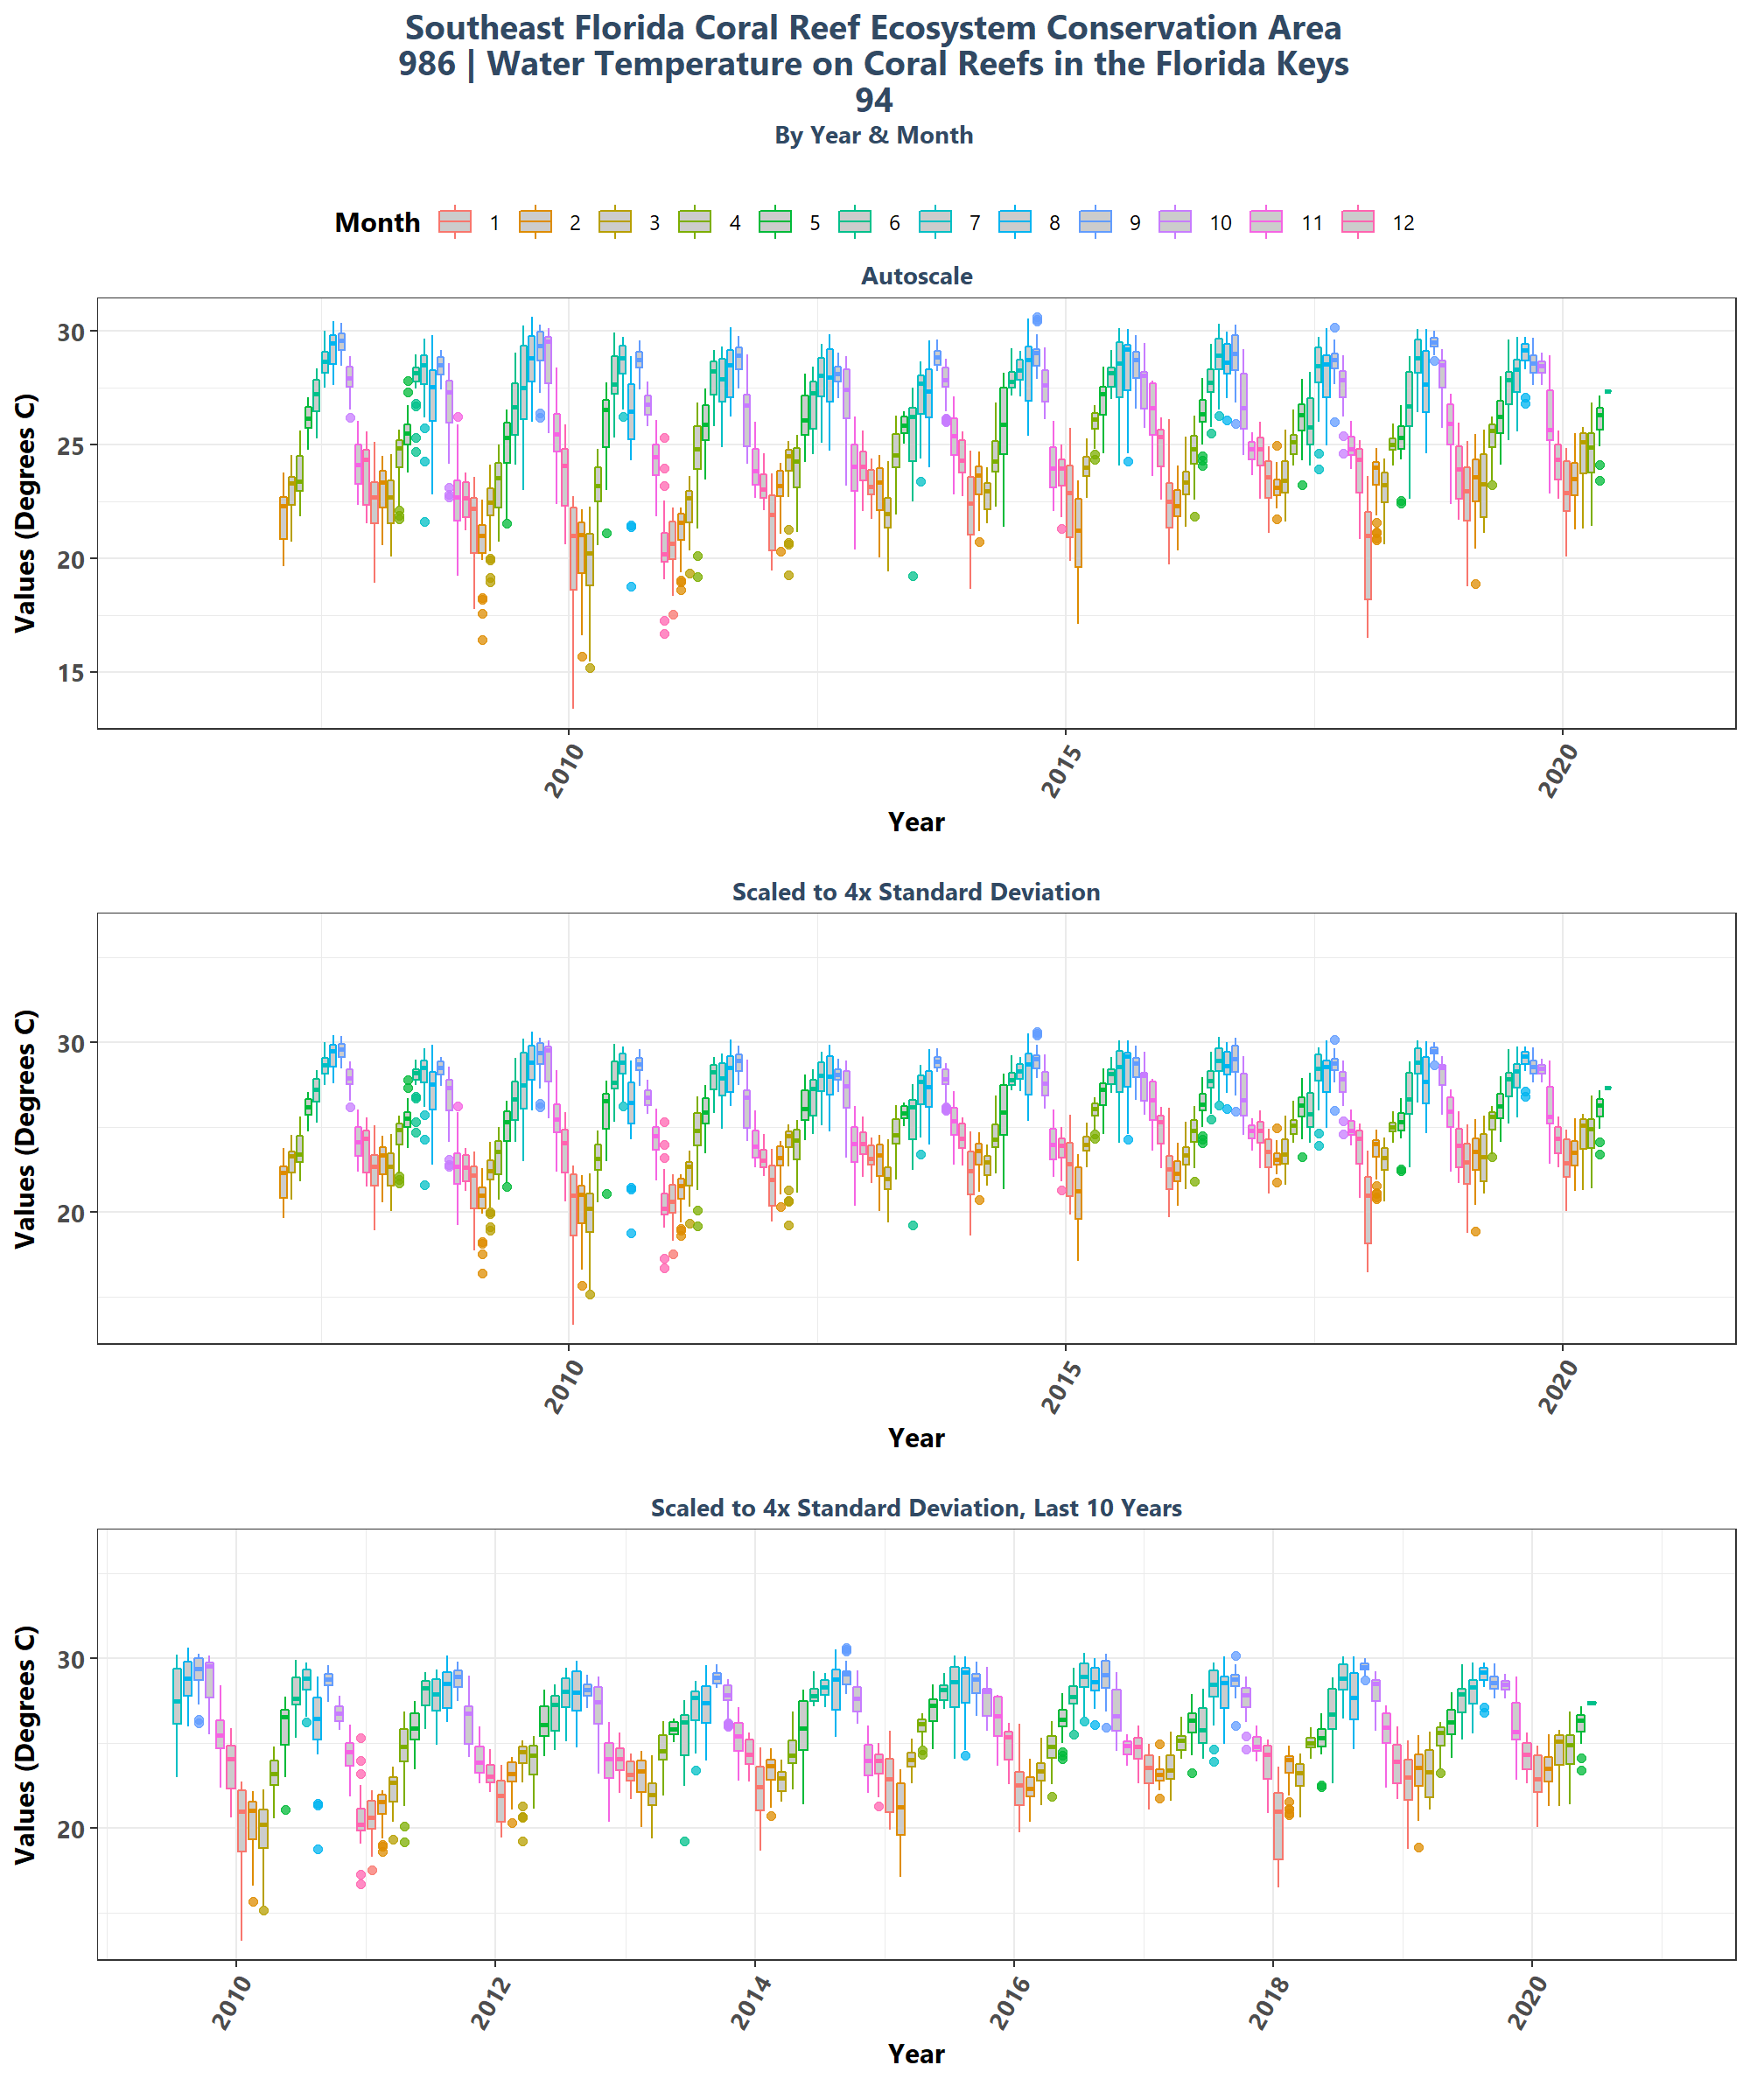 Southeast Florida Coral Reef Ecosystem Conservation Area
986 | Water Temperature on Coral Reefs in the Florida Keys
94
By Year & Month
Month 1 2 3 4 5 6 7 8 9 10 11 12
Autoscale
Values (Degrees C)
30
25
20
15
2010 2015 2020
Year
Scaled to 4x Standard Deviation
Values (Degrees C)
30
20
2010 2015 2020
Year
Scaled to 4x Standard Deviation, Last 10 Years
Values (Degrees C)
30
20
2010 2012 2014 2016 2018 2020
Year